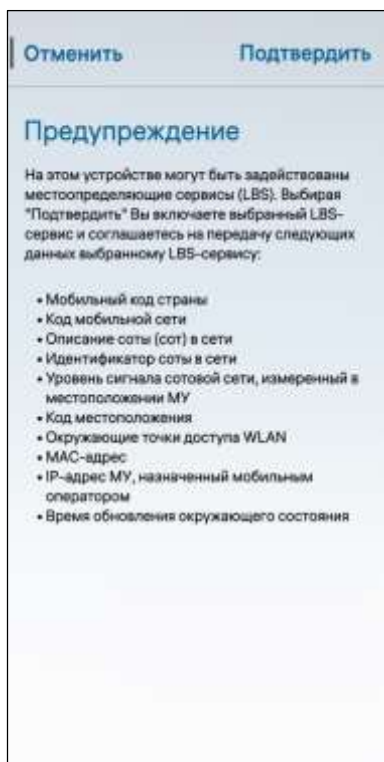 Отменить Подтвердить
Предупреждение
На этом устройстве могут быть задействованы
местоопределяющие сервисы (LBS). Выбирая
"Подтвердить" Вы включаете выбранный LBS-
сервис и соглашаетесь на передачу следующих
данных выбранному LBS-сервису:
• Мобильный код страны
• Код мобильной сети
• Описание соты (сот) в сети
• Идентификатор соты в сети
• Уровень сигнала сотовой сети, измеренный в
местоположении МУ
• Код местоположения
• Окружающие точки доступа WLAN
• MAC-адрес
• IP-адрес МУ, назначенный мобильным
оператором
• Время обновления окружающего состояния